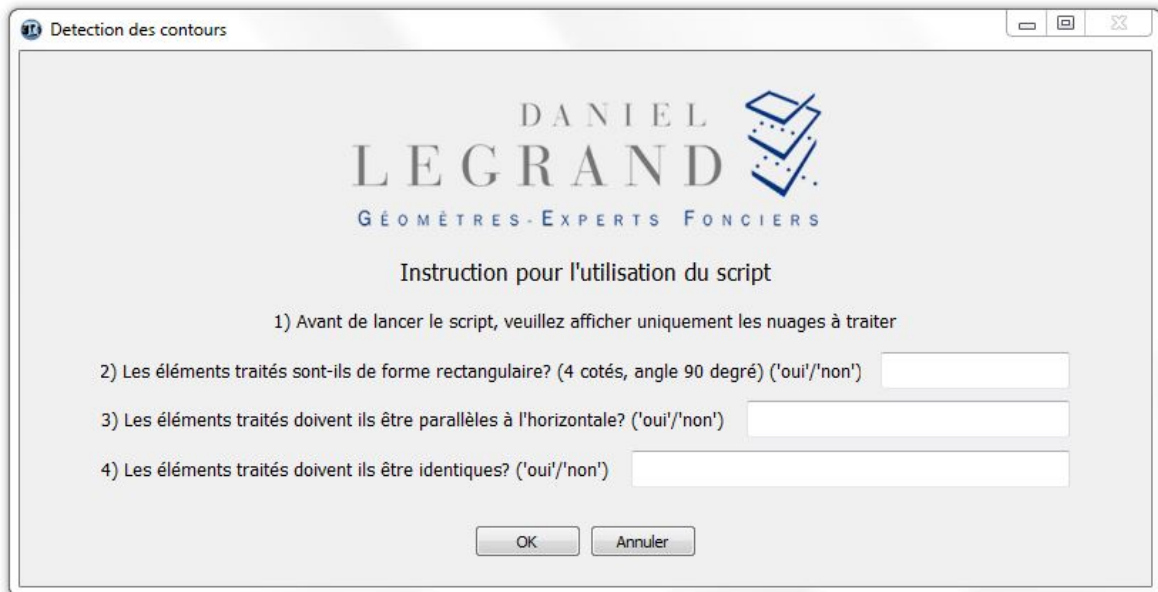 Detection des contours
DANIEL
LEGRAND
GÉOMÈTRES-EXPERTS FONCIERS
Instruction pour l'utilisation du script
1) Avant de lancer le script, veuillez afficher uniquement les nuages à traiter
2) Les éléments traités sont-ils de forme rectangulaire? (4 cotés, angle 90 degré) ('oui'/'non')
3) Les éléments traités doivent ils être parallèles à l'horizontale? ('oui'/'non')
4) Les éléments traités doivent ils être identiques? ('oui'/'non')
OK Annuler